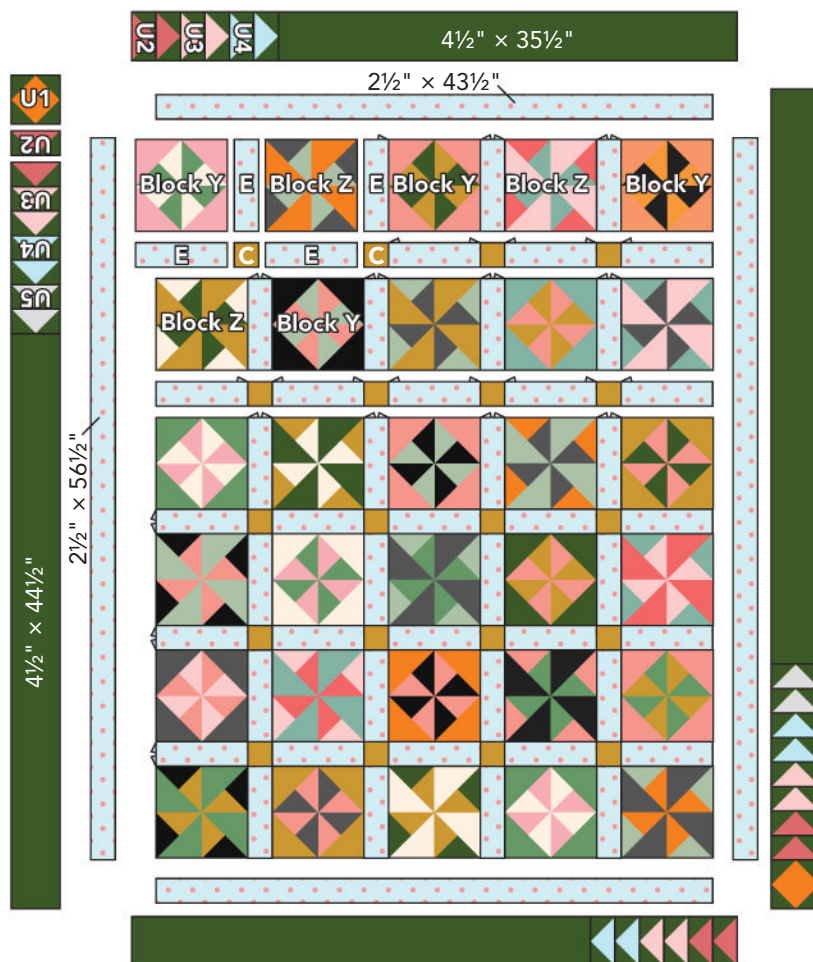 U2 U3 U4
4½" × 35½"
2½" × 43½"
U1
U2
U3
U4
U5
4½" × 44½"
2½" × 56½"
Block Y E Block Z E Block Y Block Z Block Y
E C E C
Block Z Block Y